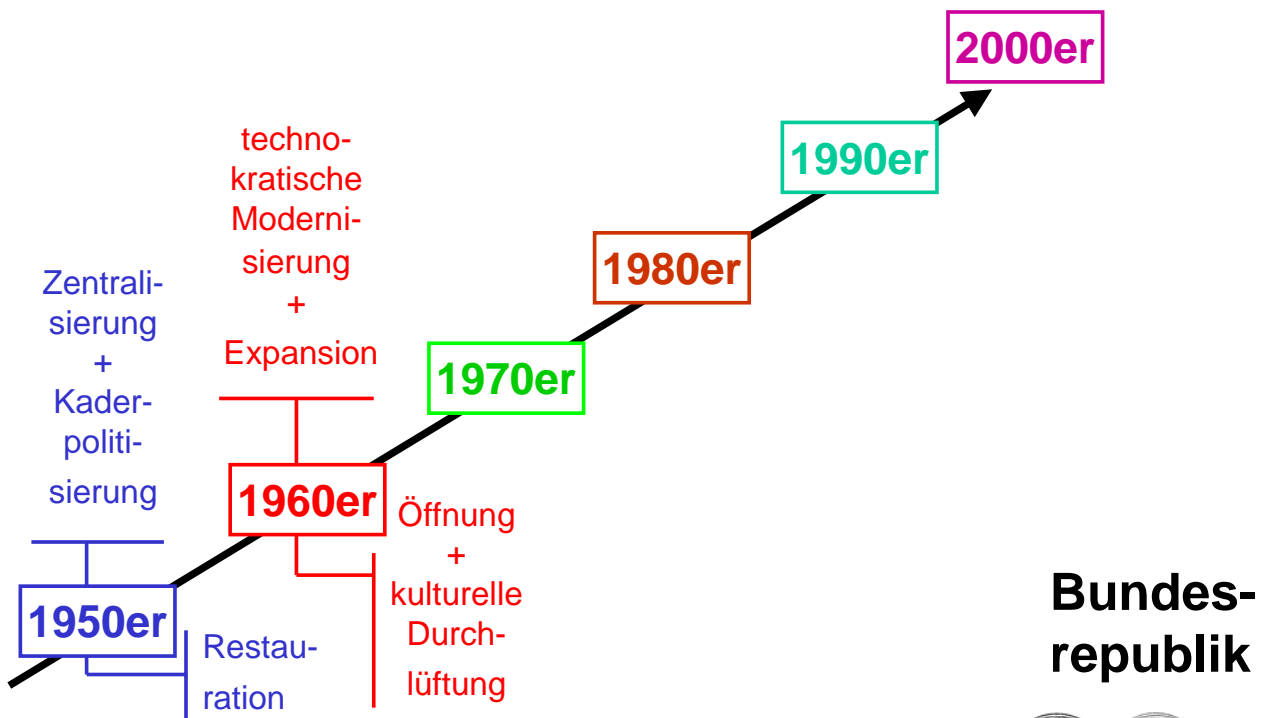 2000er
1990er
1980er
1970er
techno-
kratische
Moderni-
sierung
+
Expansion
1960er
Öffnung
+
kulturelle
Durch-
lüftung
Zentrali-
sierung
+
Kader-
politi-
sierung
1950er
Restau-
ration
Bundes-
republik